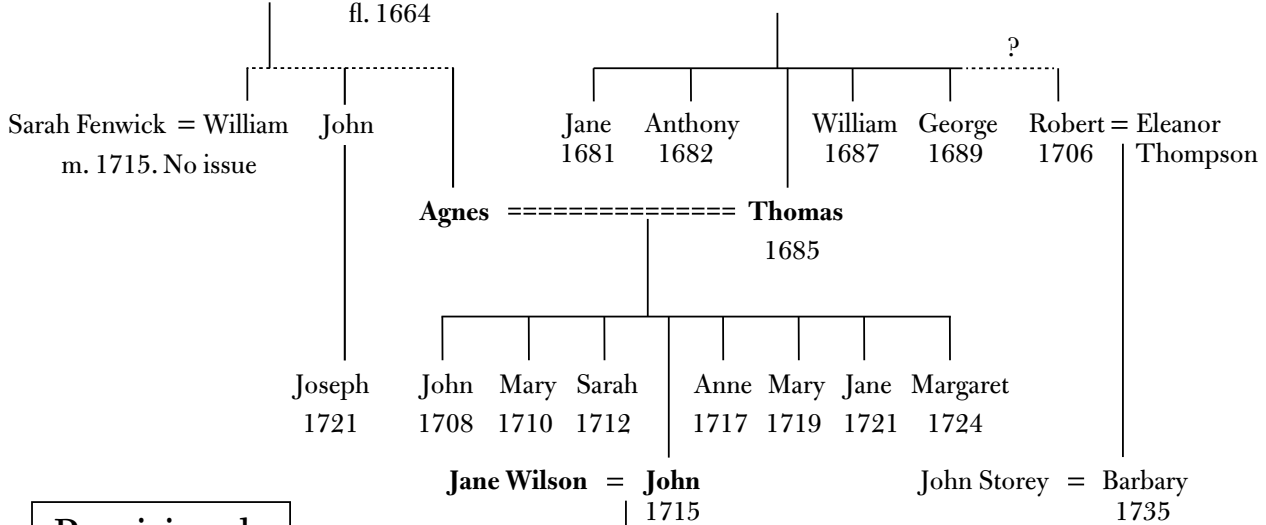 fl. 1664
?
Sarah Fenwick = William John Jane Anthony William George Robert = Eleanor
m. 1715. No issue 1681 1682 1687 1689 1706 Thompson
Agnes =============== Thomas
1685
Joseph John Mary Sarah Anne Mary Jane Margaret
1721 1708 1710 1712 1717 1719 1721 1724
Jane Wilson = John John Storey = Barbary
1715 1735